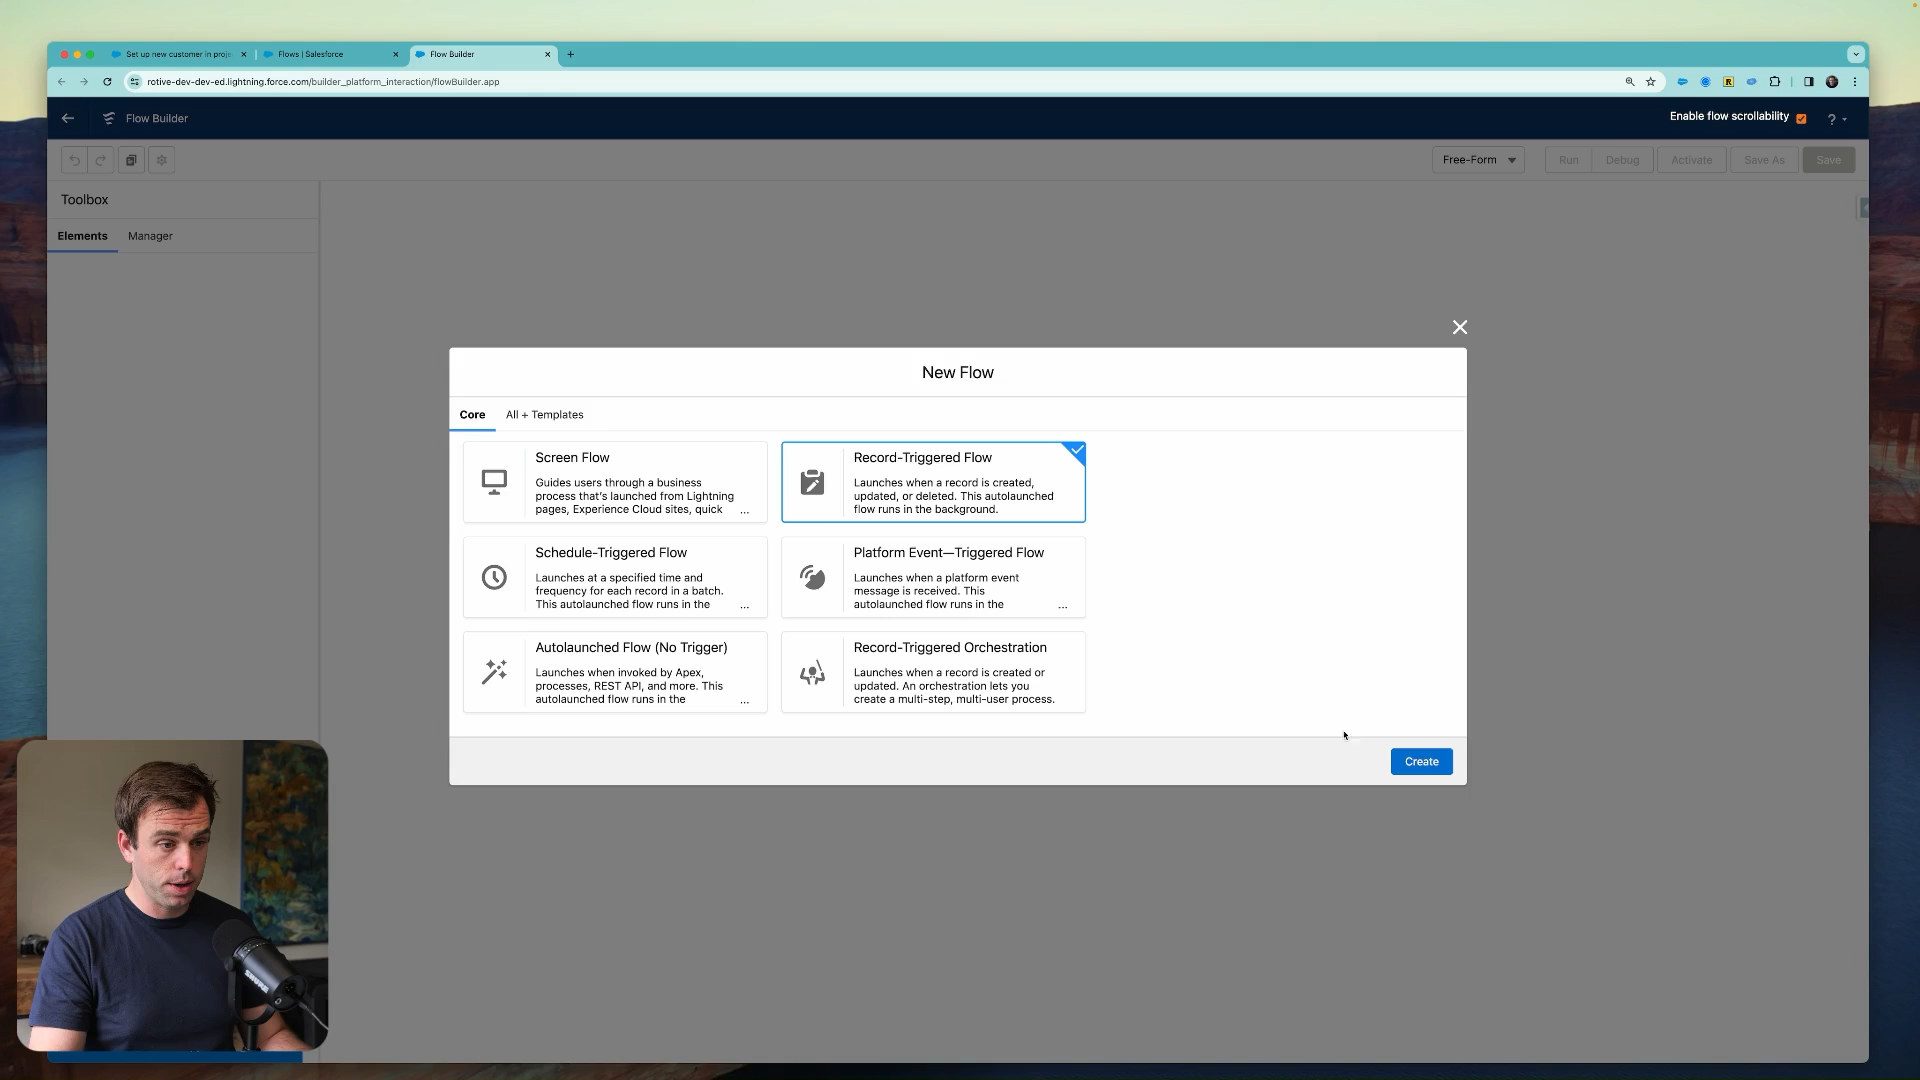 Set up new customer in proje
Flows | Salesforce
Flow Builder
rotive-dev-dev-ed.lightning.force.com/builder_platform_interaction/flowBuilder.app
Flow Builder
Enable flow scrollability
?
Free-Form
Run
Debug
Activate
Save As
Save
Toolbox
Elements
Manager
New Flow
Core
All + Templates
Screen Flow
Guides users through a business
process that's launched from Lightning
pages, Experience Cloud sites, quick ...
Record-Triggered Flow
Launches when a record is created,
updated, or deleted. This autolaunched
flow runs in the background.
Schedule-Triggered Flow
Launches at a specified time and
frequency for each record in a batch.
This autolaunched flow runs in the ...
Platform Event—Triggered Flow
Launches when a platform event
message is received. This
autolaunched flow runs in the ...
Autolaunched Flow (No Trigger)
Launches when invoked by Apex,
processes, REST API, and more. This
autolaunched flow runs in the ...
Record-Triggered Orchestration
Launches when a record is created or
updated. An orchestration lets you
create a multi-step, multi-user process.
Create
SHURE